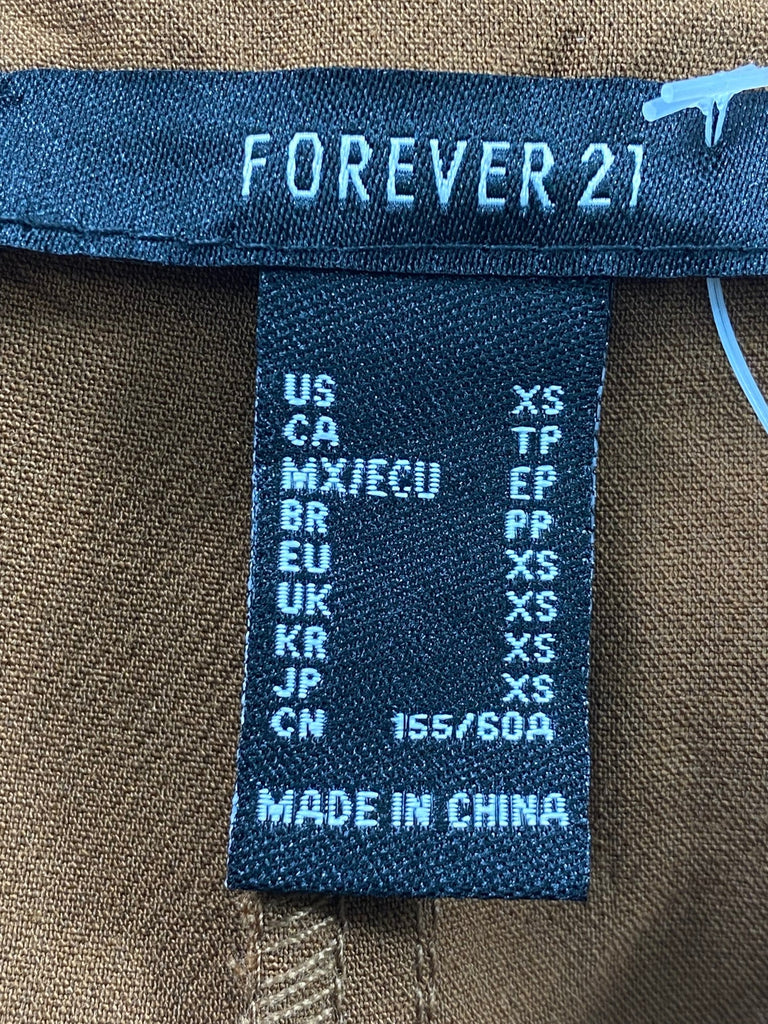 FOREVER 21
US XS
CA TP
MX/ECU EP
BR PP
EU XS
UK XS
KR XS
JP XS
CN 155/60A
MADE IN CHINA